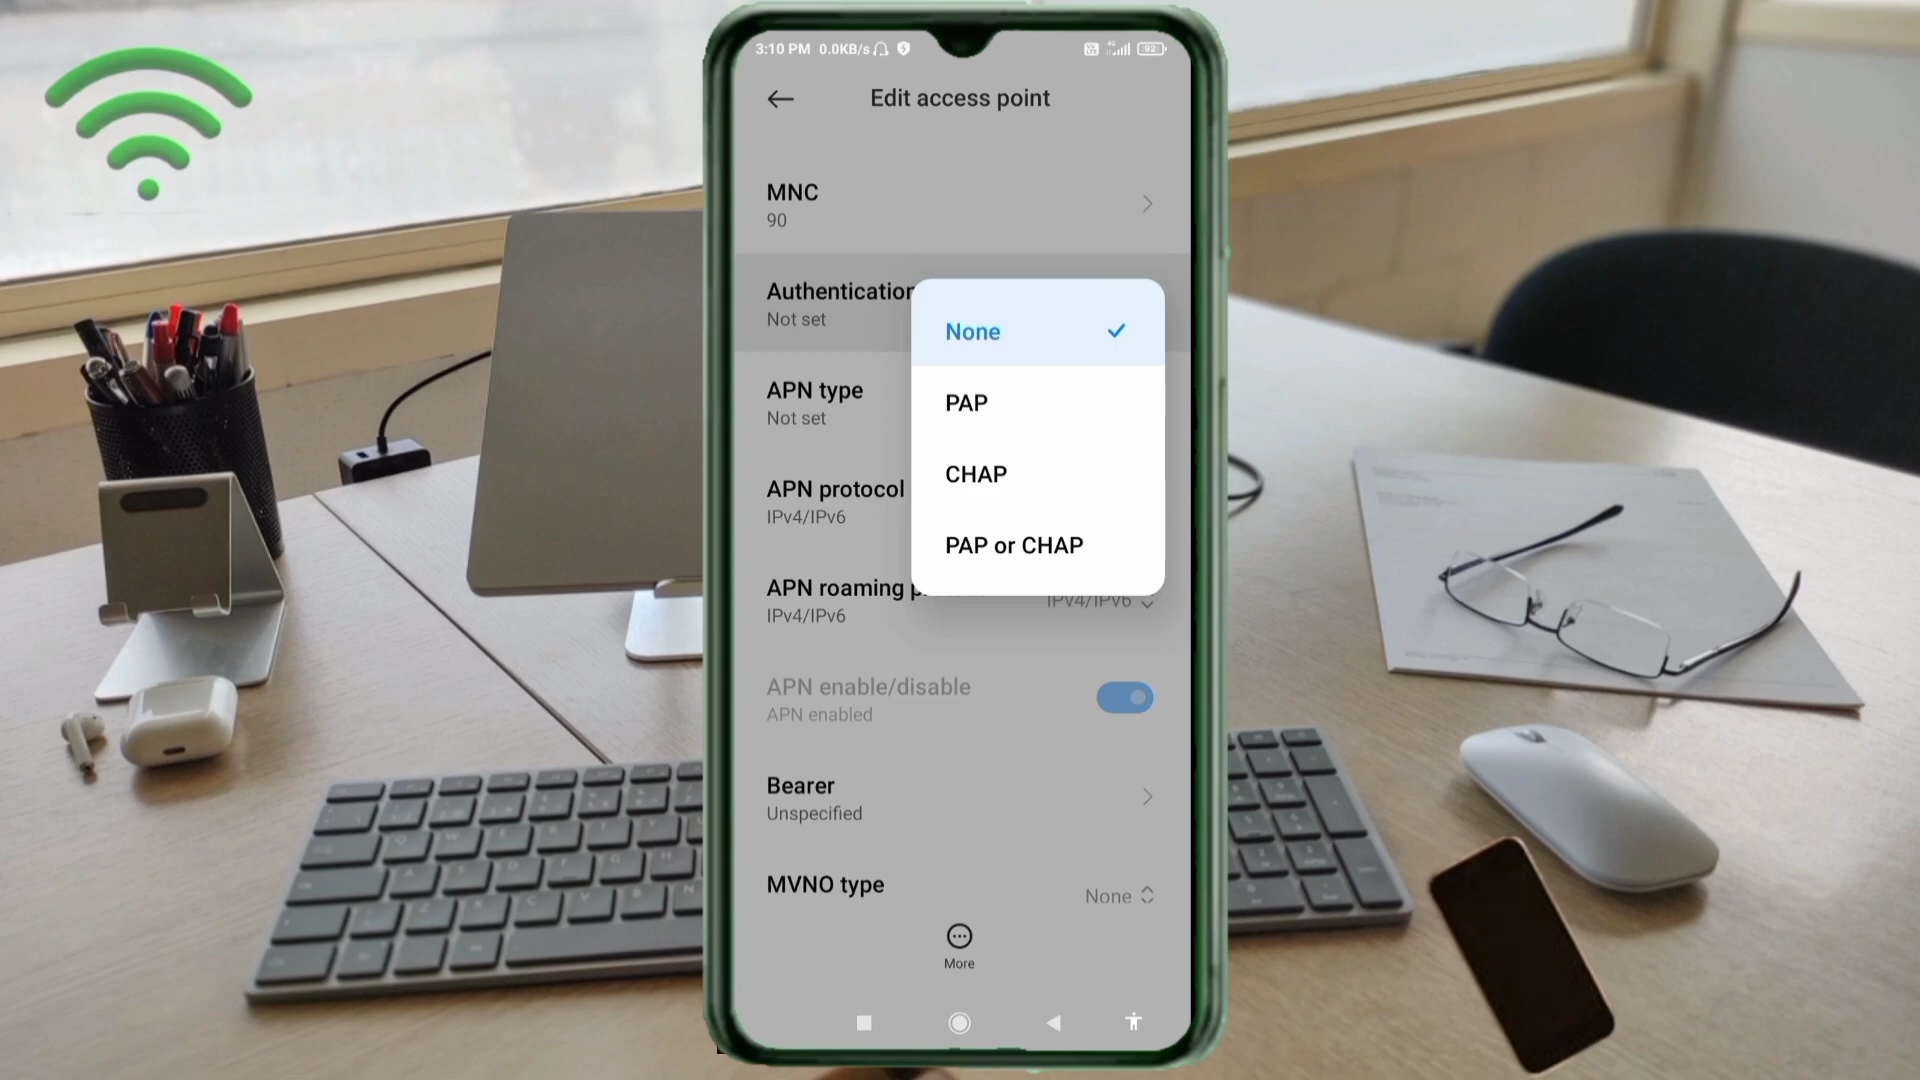 3:10 PM 0.0KB/s
4G
92
Edit access point
MNC
90
Authentication
Not set
None
PAP
CHAP
PAP or CHAP
APN type
Not set
APN protocol
IPv4/IPv6
APN roaming p
IPv4/IPv6
IPv4/IPv6
APN enable/disable
APN enabled
Bearer
Unspecified
MVNO type
None
More